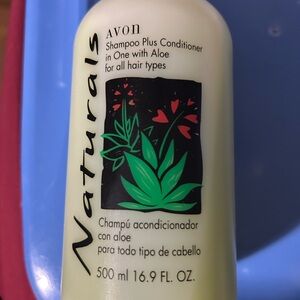 Naturals
AVON
Shampoo Plus Conditioner
in One with Aloe
for all hair types
Champú acondicionador
con aloe
para todo tipo de cabello
500 ml 16.9 FL. OZ.